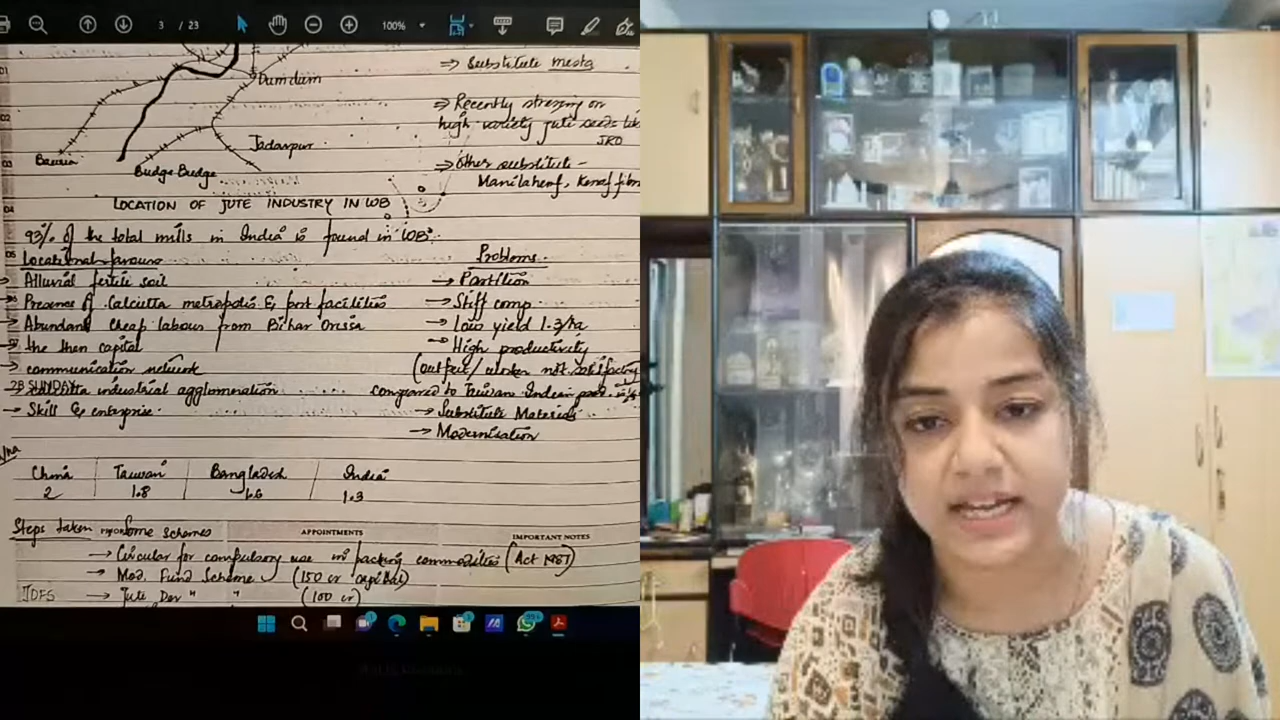 3 / 23
100%
Dumdum
⇒ Substitute mesta
⇒ Recently stressing on
high variety jute seeds like
JRO
Jadavpur
Budge Budge
⇒ Other substitute -
Manilahemp, Kenaf fibre
LOCATION OF JUTE INDUSTRY IN WB
93% of the total mills in India is found in WB.
Locational favours
Problems.
→ Alluvial fertile soil
→ Partition
→ Presence of Calcutta metropolis & port facilities
→ Stiff comp.
→ Abundant cheap labour from Bihar Orissa
→ Low yield 1.3/ha
→ the then capital
→ High productivity
→ communication network
(output/worker not satisfactory
28 SUNDAY
industrial agglomeration
compared to Taiwan Indian
→ Skill & enterprise.
→ Substitute Materials
→ Modernisation
/ha
China | Taiwan | Bangladesh | India
2 | 1.8 | 1.6 | 1.3
Steps taken Some schemes
APPOINTMENTS
IMPORTANT NOTES
→ Circular for compulsory use in packing commodities (Act 1987)
→ Mod. Fund Scheme (150 cr capital)
JDFS → Jute Dev " " (100 cr)